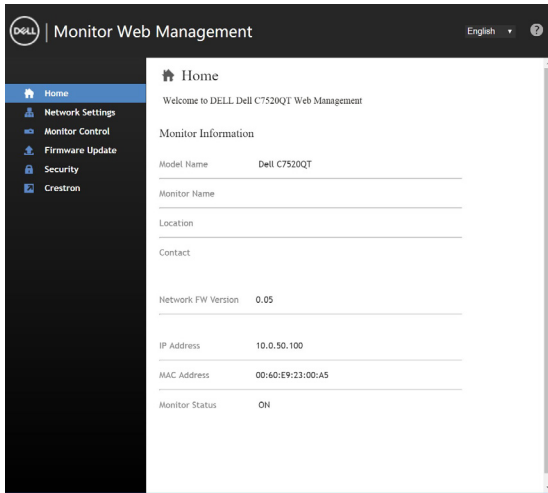 DELL | Monitor Web Management
English
?
Home
Network Settings
Monitor Control
Firmware Update
Security
Crestron
Home
Welcome to DELL Dell C7520QT Web Management
Monitor Information
Model Name Dell C7520QT
Monitor Name
Location
Contact
Network FW Version 0.05
IP Address 10.0.50.100
MAC Address 00:60:E9:23:00:A5
Monitor Status ON